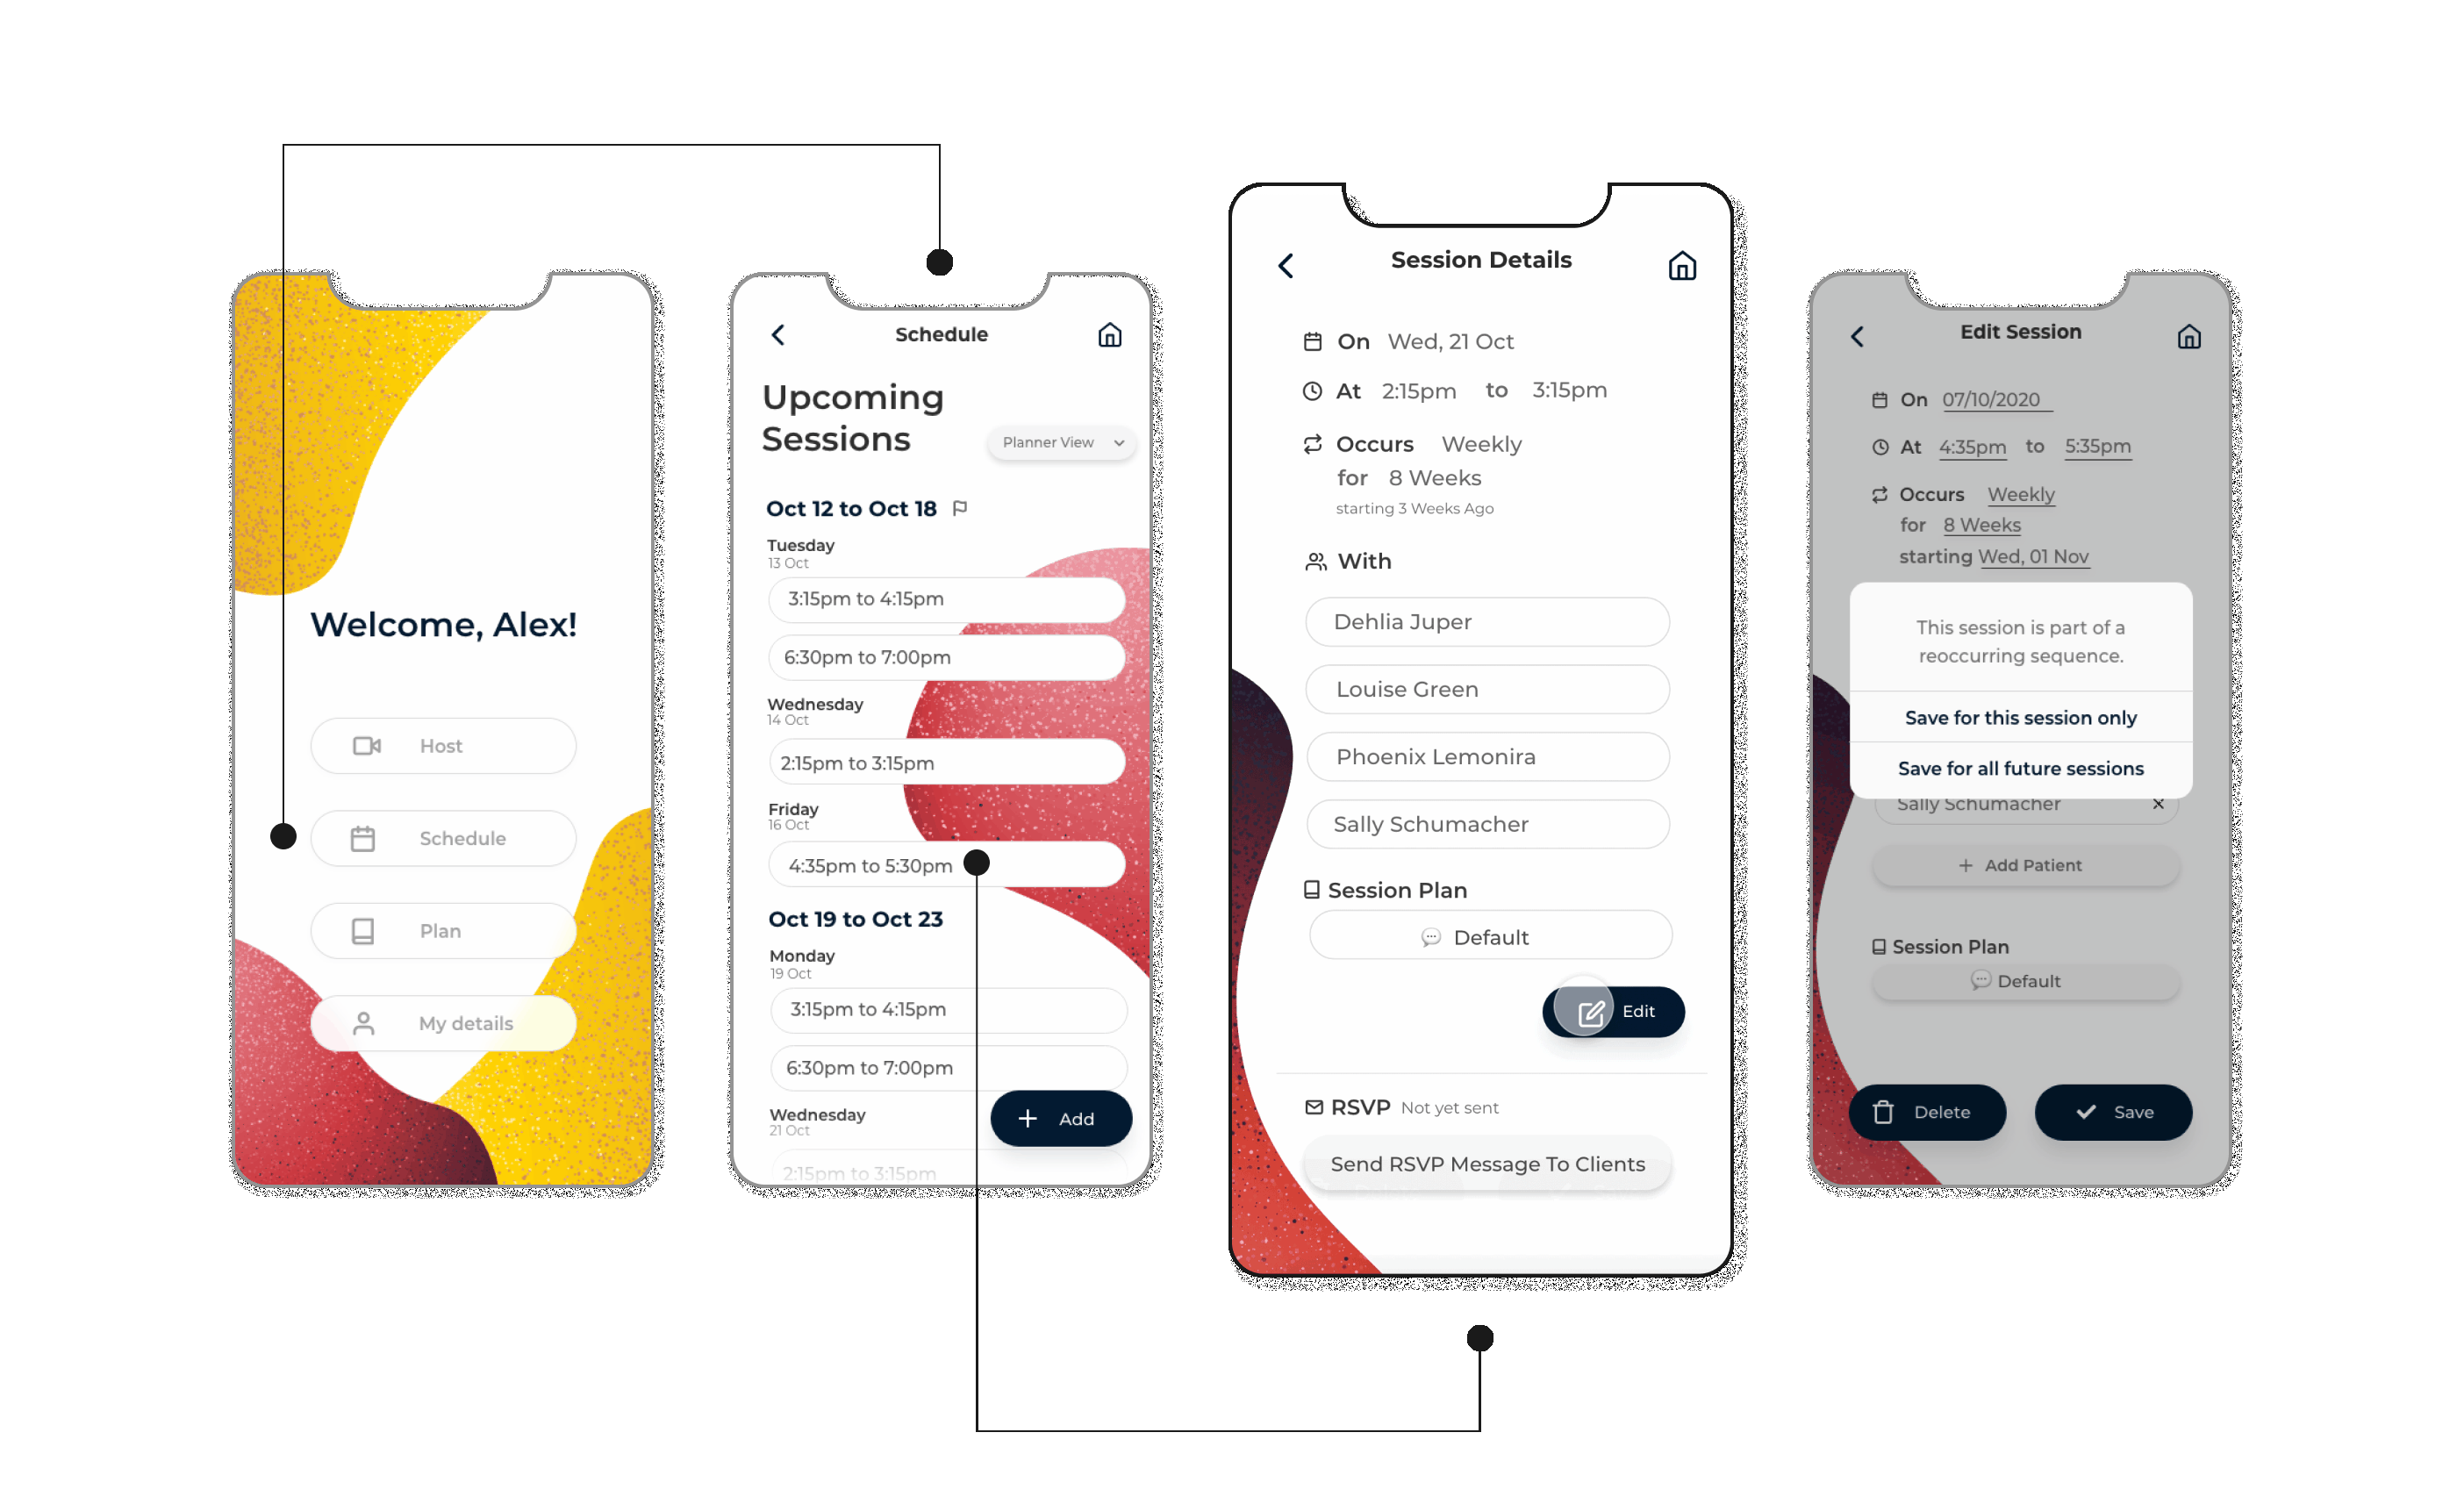 Welcome, Alex!
Host
Schedule
Plan
My details
Schedule
Upcoming
Sessions
Planner View
Oct 12 to Oct 18
Tuesday
13 Oct
3:15pm to 4:15pm
6:30pm to 7:00pm
Wednesday
14 Oct
2:15pm to 3:15pm
Friday
16 Oct
4:35pm to 5:30pm
Oct 19 to Oct 23
Monday
19 Oct
3:15pm to 4:15pm
6:30pm to 7:00pm
Wednesday
21 Oct
Add
2:15pm to 3:15pm
Session Details
On Wed, 21 Oct
At 2:15pm to 3:15pm
Occurs Weekly
for 8 Weeks
starting 3 Weeks Ago
With
Dehlia Juper
Louise Green
Phoenix Lemonira
Sally Schumacher
Session Plan
Default
Edit
RSVP Not yet sent
Send RSVP Message To Clients
Edit Session
On 07/10/2020
At 4:35pm to 5:35pm
Occurs Weekly
for 8 Weeks
starting Wed, 01 Nov
This session is part of a
reoccurring sequence.
Save for this session only
Save for all future sessions
Sally Schumacher
Add Patient
Session Plan
Default
Delete
Save